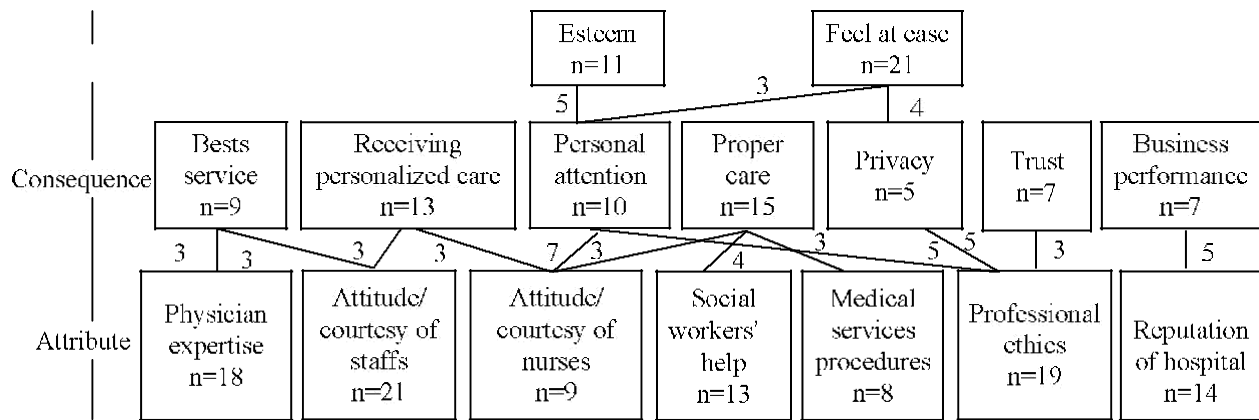 Esteem
n=11
Feel at ease
n=21
5
3
4
Consequence
Bests
service
n=9
Receiving
personalized care
n=13
Personal
attention
n=10
Proper
care
n=15
Privacy
n=5
Trust
n=7
Business
performance
n=7
3
3
3
3
7
3
4
3
5
5
3
5
Attribute
Physician
expertise
n=18
Attitude/
courtesy of
staffs
n=21
Attitude/
courtesy of
nurses
n=9
Social
workers'
help
n=13
Medical
services
procedures
n=8
Professional
ethics
n=19
Reputation
of hospital
n=14